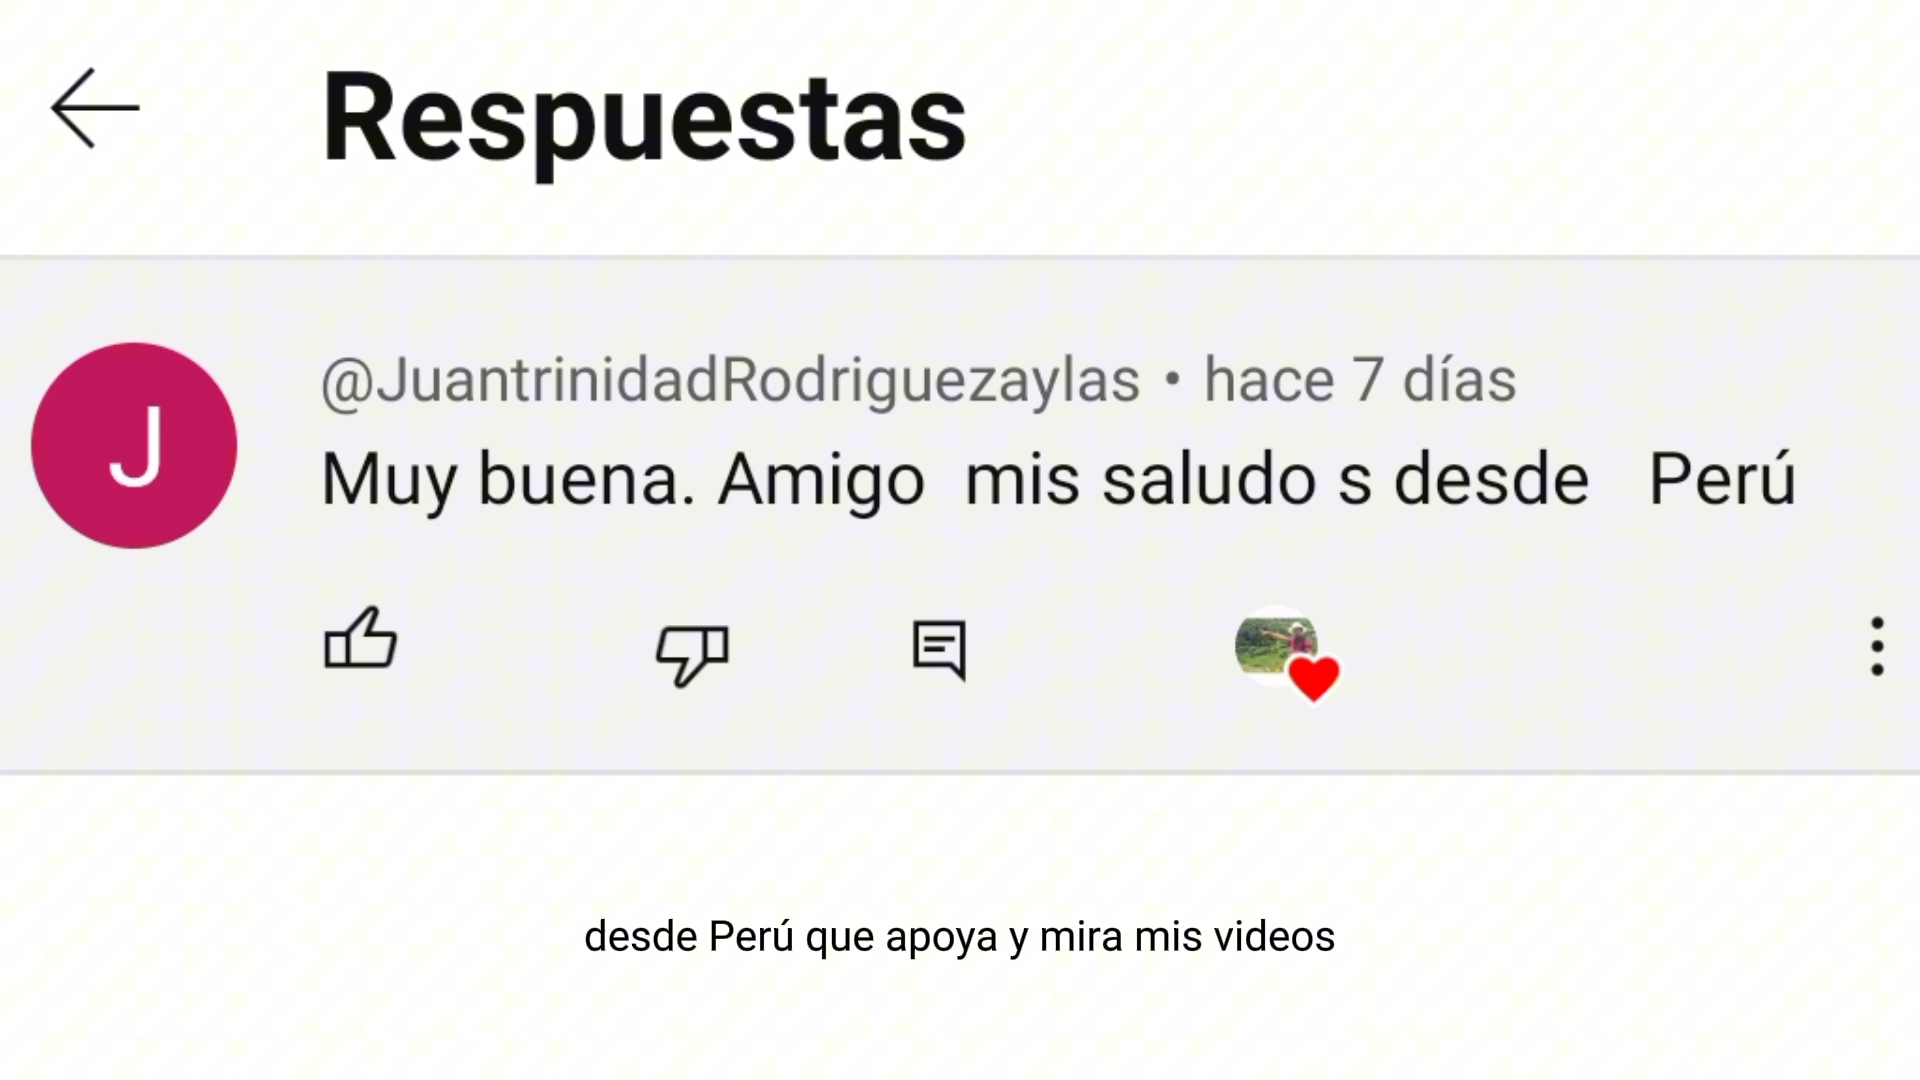 Respuestas
J
@JuantrinidadRodriguezaylas • hace 7 días
Muy buena. Amigo  mis saludo s desde   Perú
desde Perú que apoya y mira mis videos